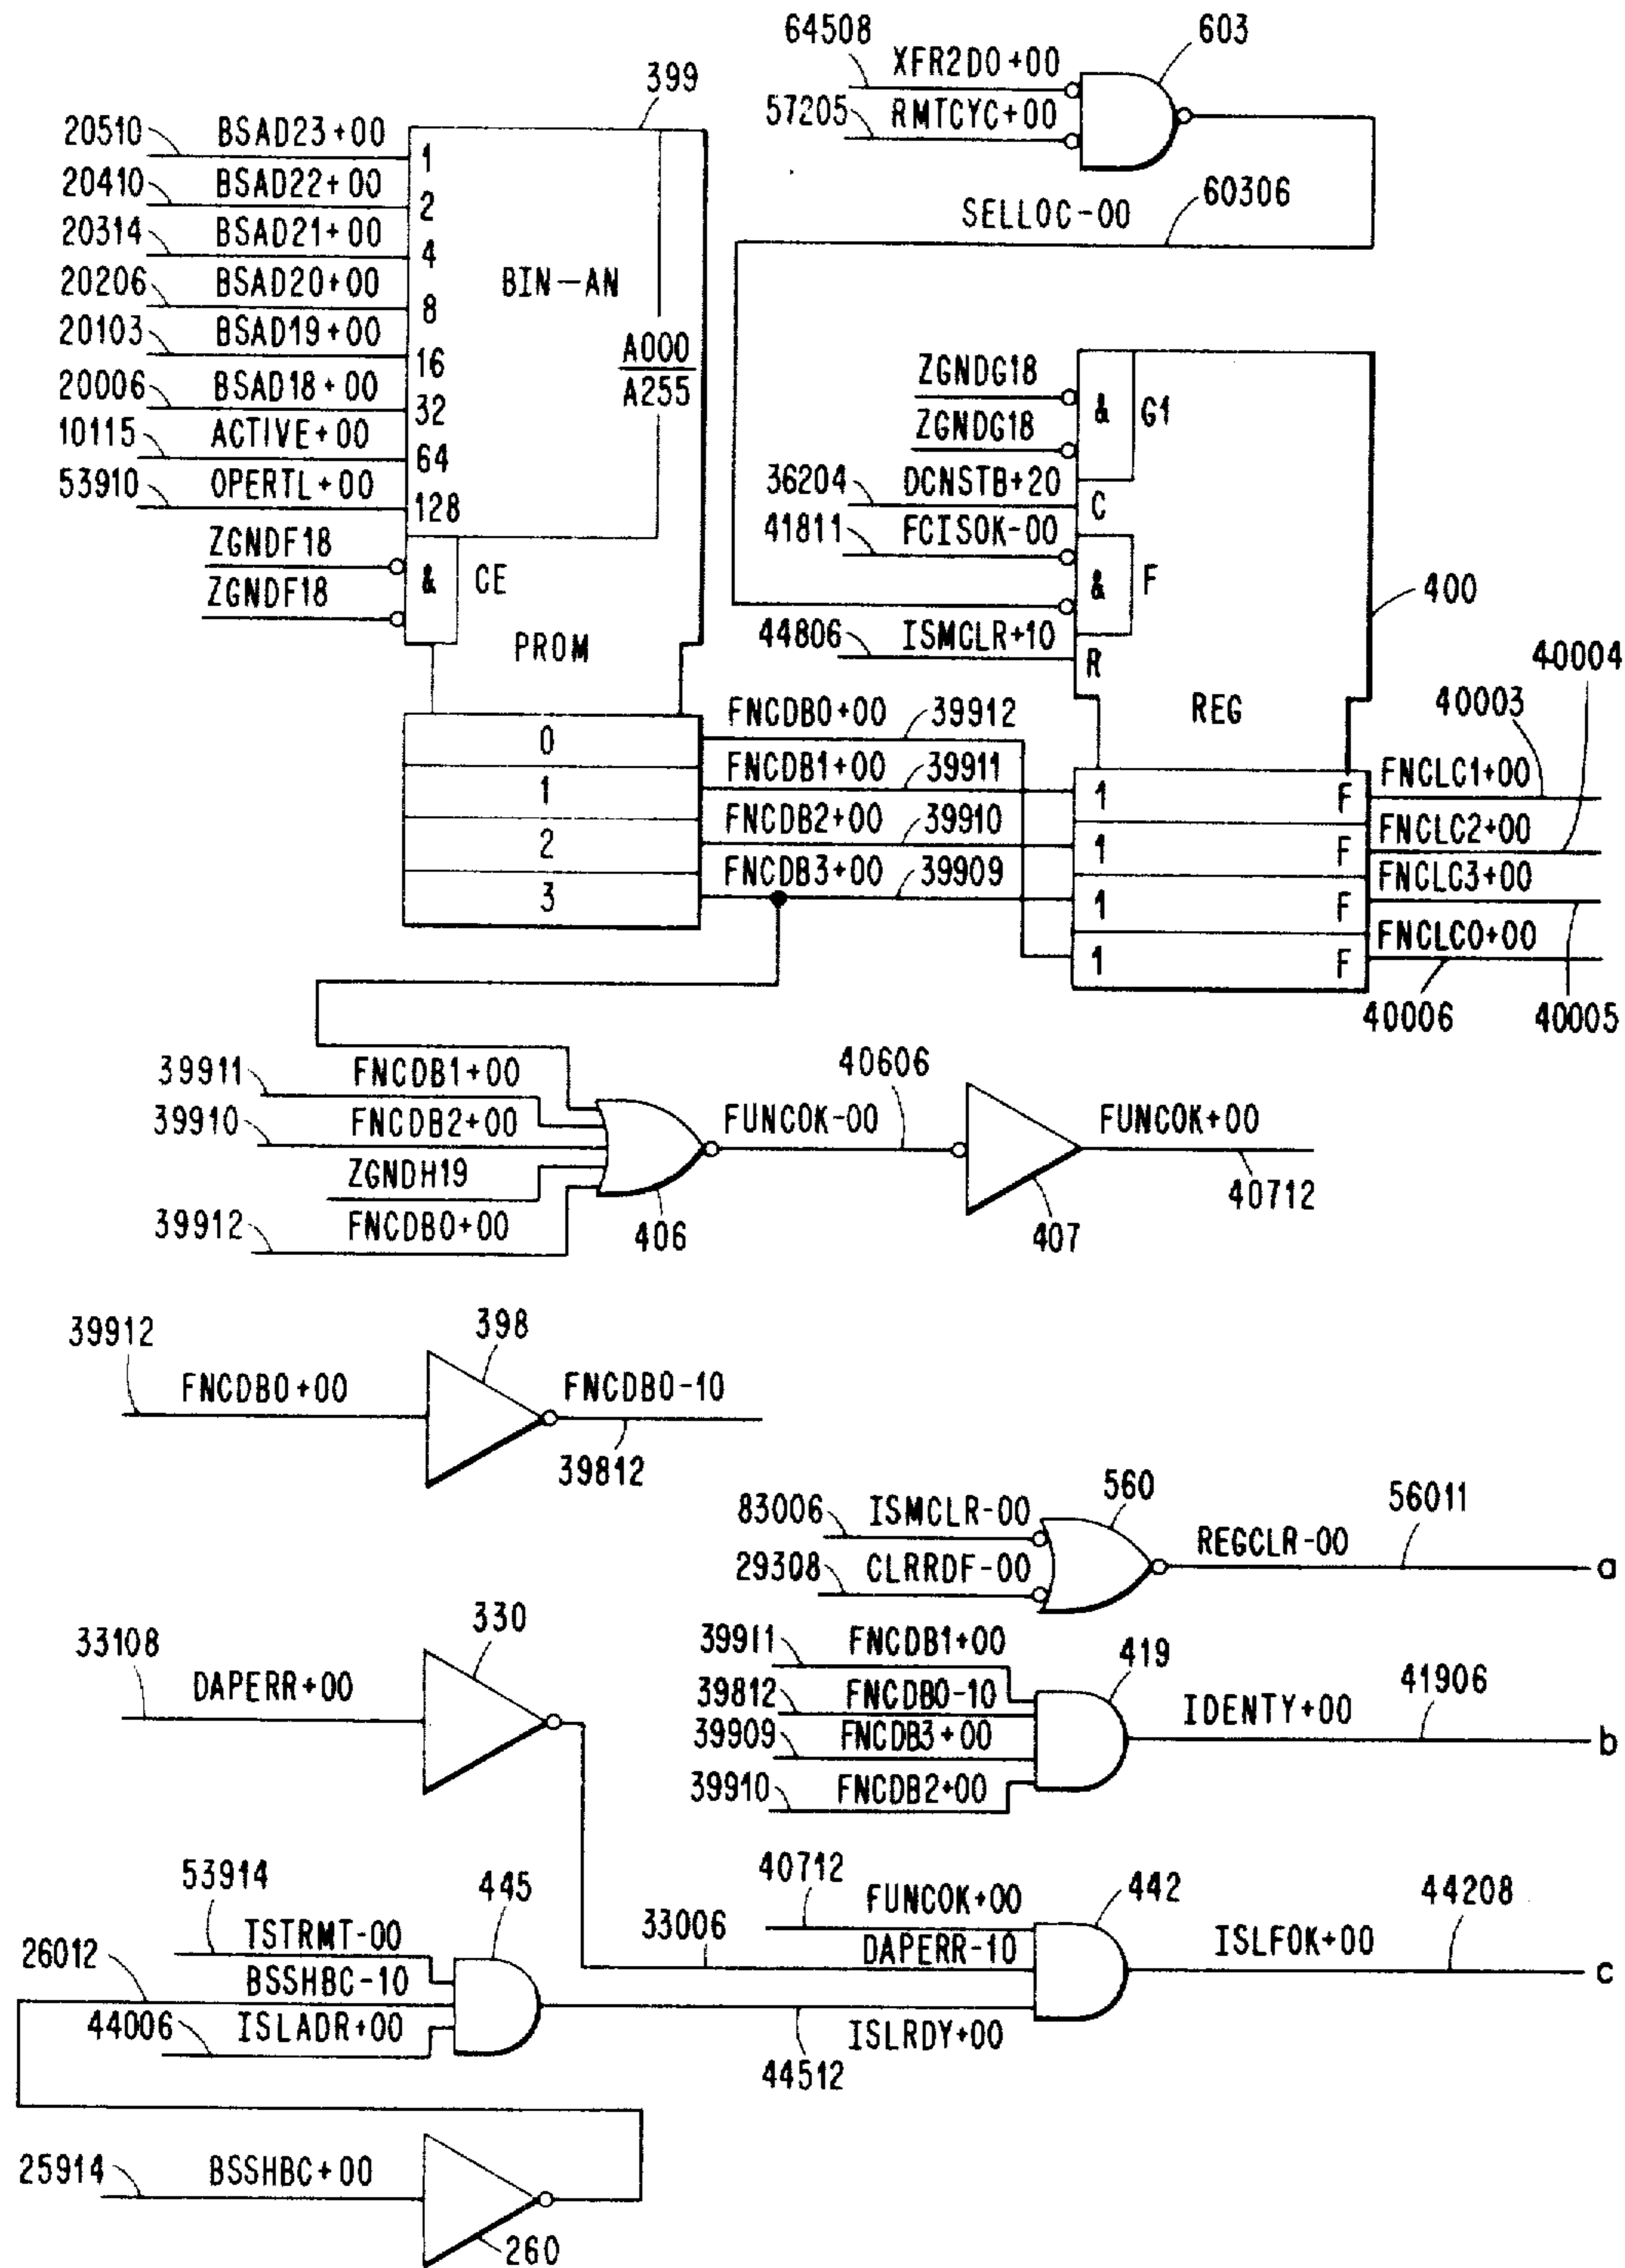 64508
XFR2D0+00
603
399
57205
RMTCYC+00
20510
BSAD23+00
1
20410
BSAD22+00
2
SELLOC-00
60306
20314
BSAD21+00
4
BIN-AN
20206
BSAD20+00
8
20103
BSAD19+00
16
A000
A255
20006
BSAD18+00
32
ZGNDG18
&
G1
10115
ACTIVE+00
64
ZGNDG18
53910
OPERTL+00
128
36204
DCNSTB+20
C
ZGNDF18
&
CE
41811
FCISOK-00
ZGNDF18
&
F
400
PROM
44806
ISMCLR+10
R
40004
REG
40003
FNCDB0+00
39912
0
FNCDB1+00
39911
FNCLC1+00
1
1
F
FNCDB2+00
39910
FNCLC2+00
2
1
F
FNCDB3+00
39909
FNCLC3+00
3
1
F
FNCLC0+00
1
F
40006
40005
39911
FNCDB1+00
40606
39910
FNCDB2+00
FUNCOK-00
FUNCOK+00
ZGNDH19
40712
39912
FNCDB0+00
406
407
39912
398
FNCDB0+00
FNCDB0-10
39812
560
83006
ISMCLR-00
56011
REGCLR-00
29308
CLRRDF-00
a
330
33108
39911
FNCDB1+00
419
DAPERR+00
39812
FNCDB0-10
41906
IDENTY+00
39909
FNCDB3+00
b
39910
FNCDB2+00
53914
445
40712
442
44208
FUNCOK+00
TSTRMT-00
33006
ISLFOK+00
26012
DAPERR-10
BSSHBC-10
c
44006
ISLADR+00
ISLRDY+00
44512
25914
BSSHBC+00
260